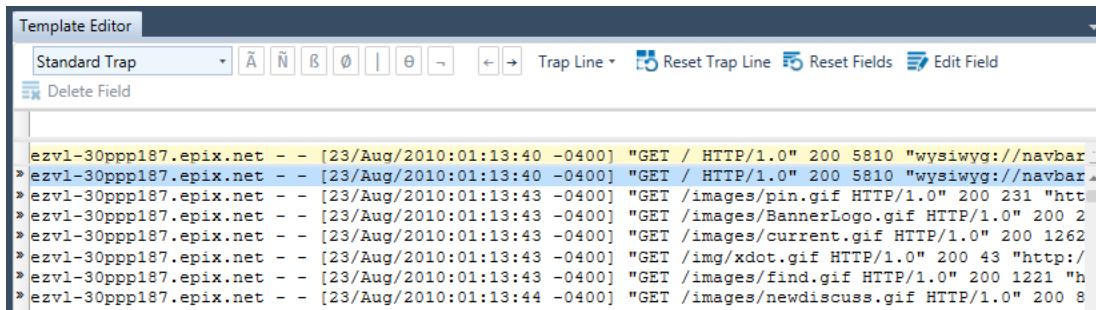 Template Editor
Standard Trap Ã Ñ ß Ø | θ ¬ ← → Trap Line Reset Trap Line Reset Fields Edit Field
Delete Field
ezvl-30ppp187.epix.net - - [23/Aug/2010:01:13:40 -0400] "GET / HTTP/1.0" 200 5810 "wysiwyg://navbar
» ezvl-30ppp187.epix.net - - [23/Aug/2010:01:13:40 -0400] "GET / HTTP/1.0" 200 5810 "wysiwyg://navbar
» ezvl-30ppp187.epix.net - - [23/Aug/2010:01:13:43 -0400] "GET /images/pin.gif HTTP/1.0" 200 231 "htt
» ezvl-30ppp187.epix.net - - [23/Aug/2010:01:13:43 -0400] "GET /images/BannerLogo.gif HTTP/1.0" 200 2
» ezvl-30ppp187.epix.net - - [23/Aug/2010:01:13:43 -0400] "GET /images/current.gif HTTP/1.0" 200 1262
» ezvl-30ppp187.epix.net - - [23/Aug/2010:01:13:43 -0400] "GET /img/xdot.gif HTTP/1.0" 200 43 "http:/
» ezvl-30ppp187.epix.net - - [23/Aug/2010:01:13:43 -0400] "GET /images/find.gif HTTP/1.0" 200 1221 "h
» ezvl-30ppp187.epix.net - - [23/Aug/2010:01:13:44 -0400] "GET /images/newdiscuss.gif HTTP/1.0" 200 8